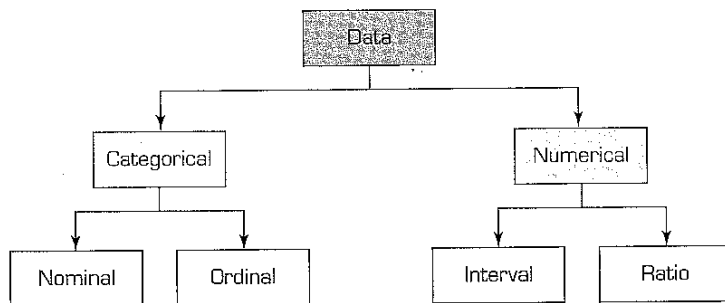 Data
Categorical
Numerical
Nominal
Ordinal
Interval
Ratio